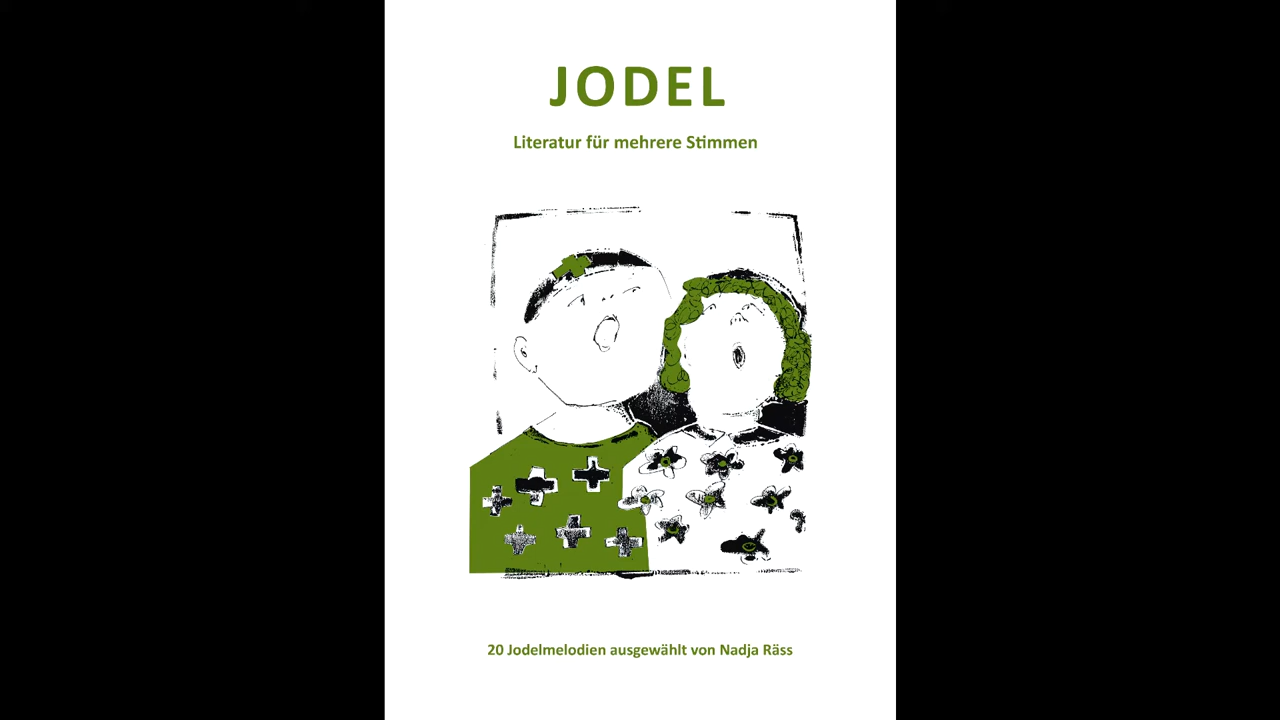 JODEL
Literatur für mehrere Stimmen
20 Jodelmelodien ausgewählt von Nadja Räss